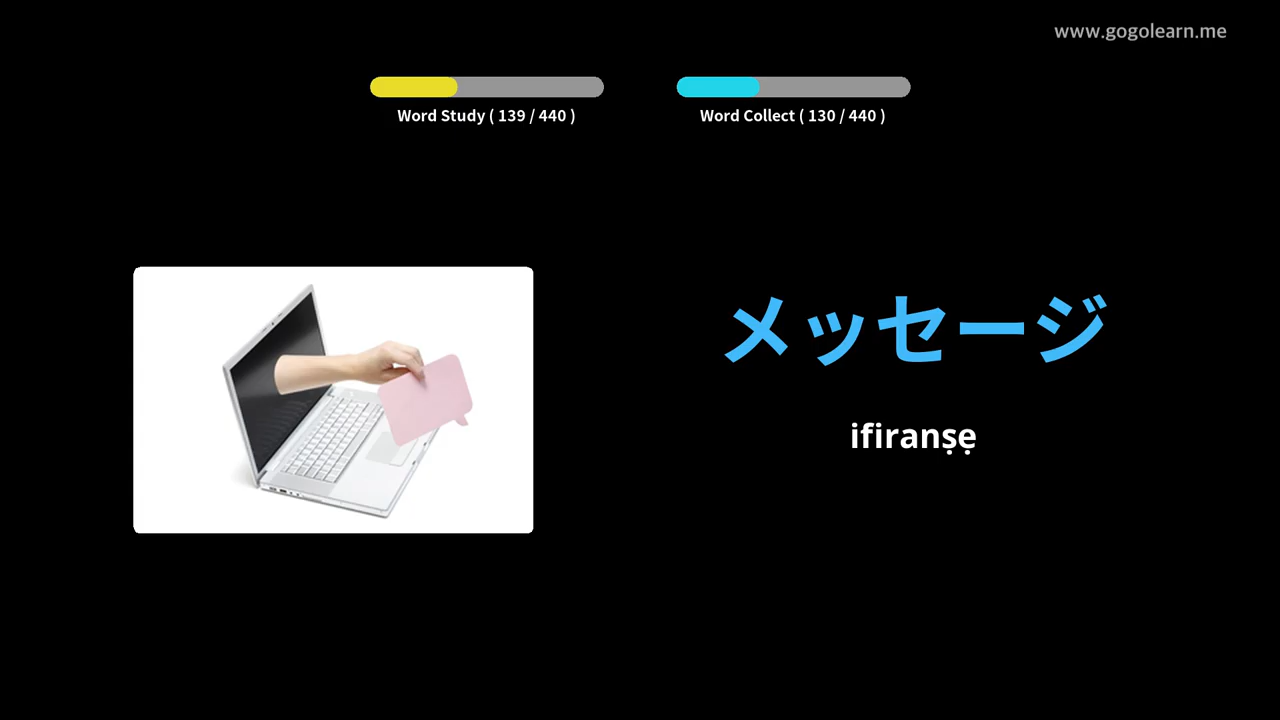 www.gogolearn.me
Word Study ( 139 / 440 )
Word Collect ( 130 / 440 )
メッセージ
ifiranṣẹ